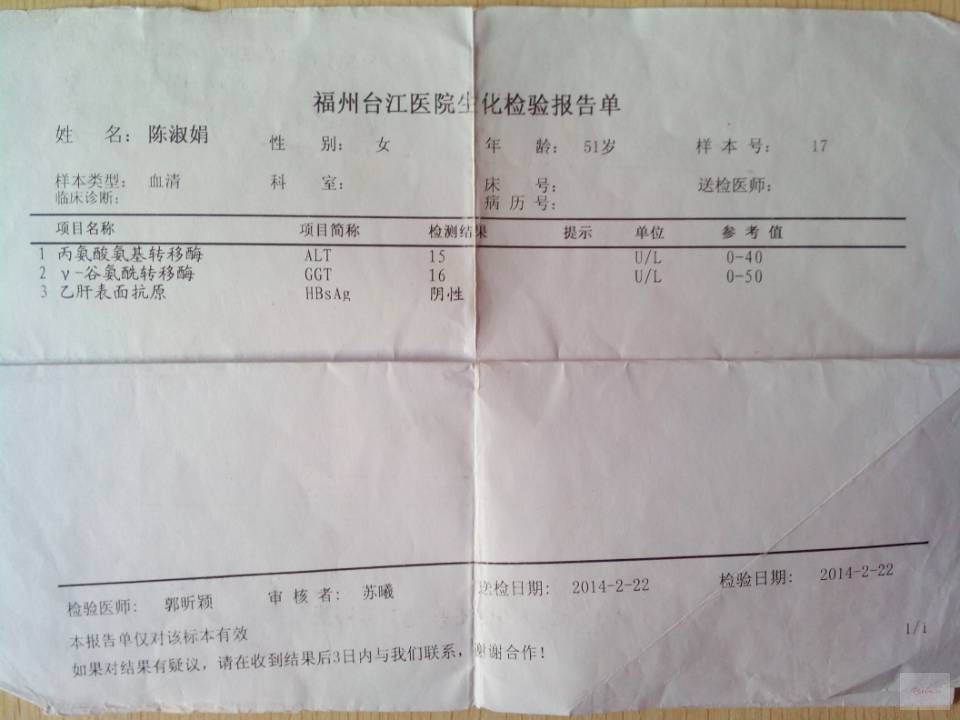 福州台江医院生化检验报告单
姓 名: 陈淑娟 性 别: 女 年 龄: 51岁 样 本 号: 17
样本类型: 血清 科 室: 床 号: 送检医师:
临床诊断: 病 历 号:
项目名称 项目简称 检测结果 提示 单位 参 考 值
1 丙氨酸氨基转移酶 ALT 15 U/L 0-40
2 γ-谷氨酰转移酶 GGT 16 U/L 0-50
3 乙肝表面抗原 HBsAg 阴性
检验医师: 郭昕颖 审 核 者: 苏曦 送检日期: 2014-2-22 检验日期: 2014-2-22
本报告单仅对该标本有效 1/1
如果对结果有疑议,请在收到结果后3日内与我们联系,谢谢合作!